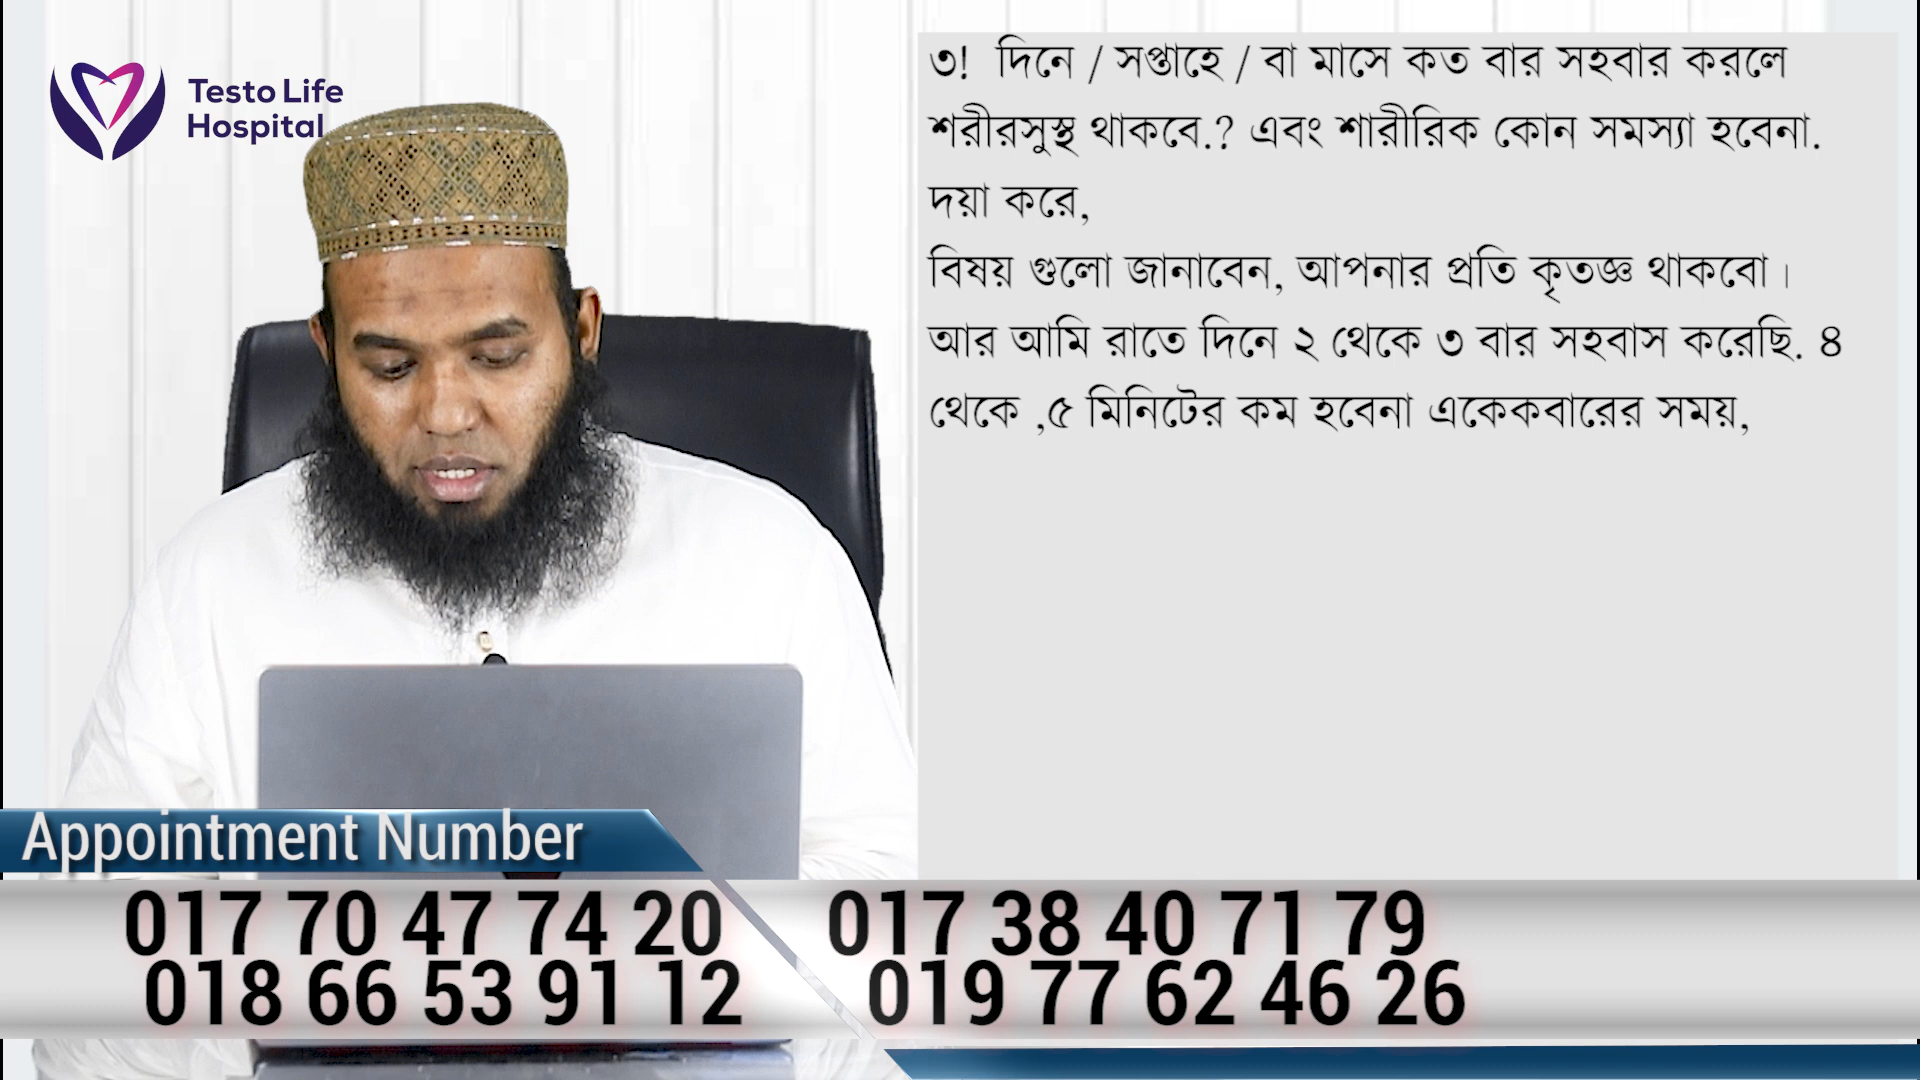 Testo Life
Hospital
৩! দিনে / সপ্তাহে / বা মাসে কত বার সহবার করলে
শরীরসুস্থ থাকবে.? এবং শারীরিক কোন সমস্যা হবেনা.
দয়া করে,
বিষয় গুলো জানাবেন, আপনার প্রতি কৃতজ্ঞ থাকবো।
আর আমি রাতে দিনে ২ থেকে ৩ বার সহবাস করেছি. ৪
থেকে ,৫ মিনিটের কম হবেনা একেকবারের সময়,
Appointment Number
017 70 47 74 20 017 38 40 71 79
018 66 53 91 12 019 77 62 46 26